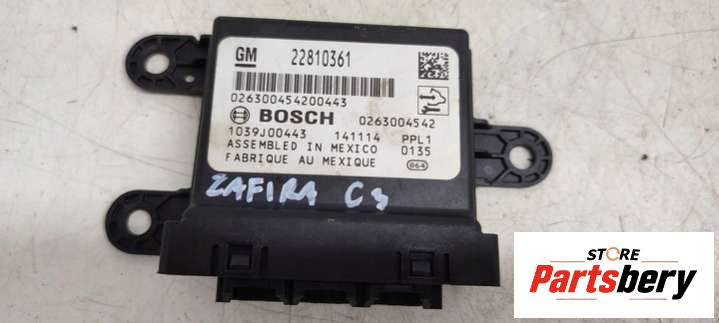 GM 22810361
026300454200443
BOSCH 0263004542
1039J00443 141114 PPL1
ASSEMBLED IN MEXICO 0135
FABRIQUE AU MEXIQUE 064
ZAFIRA C3
STORE
Partsbery